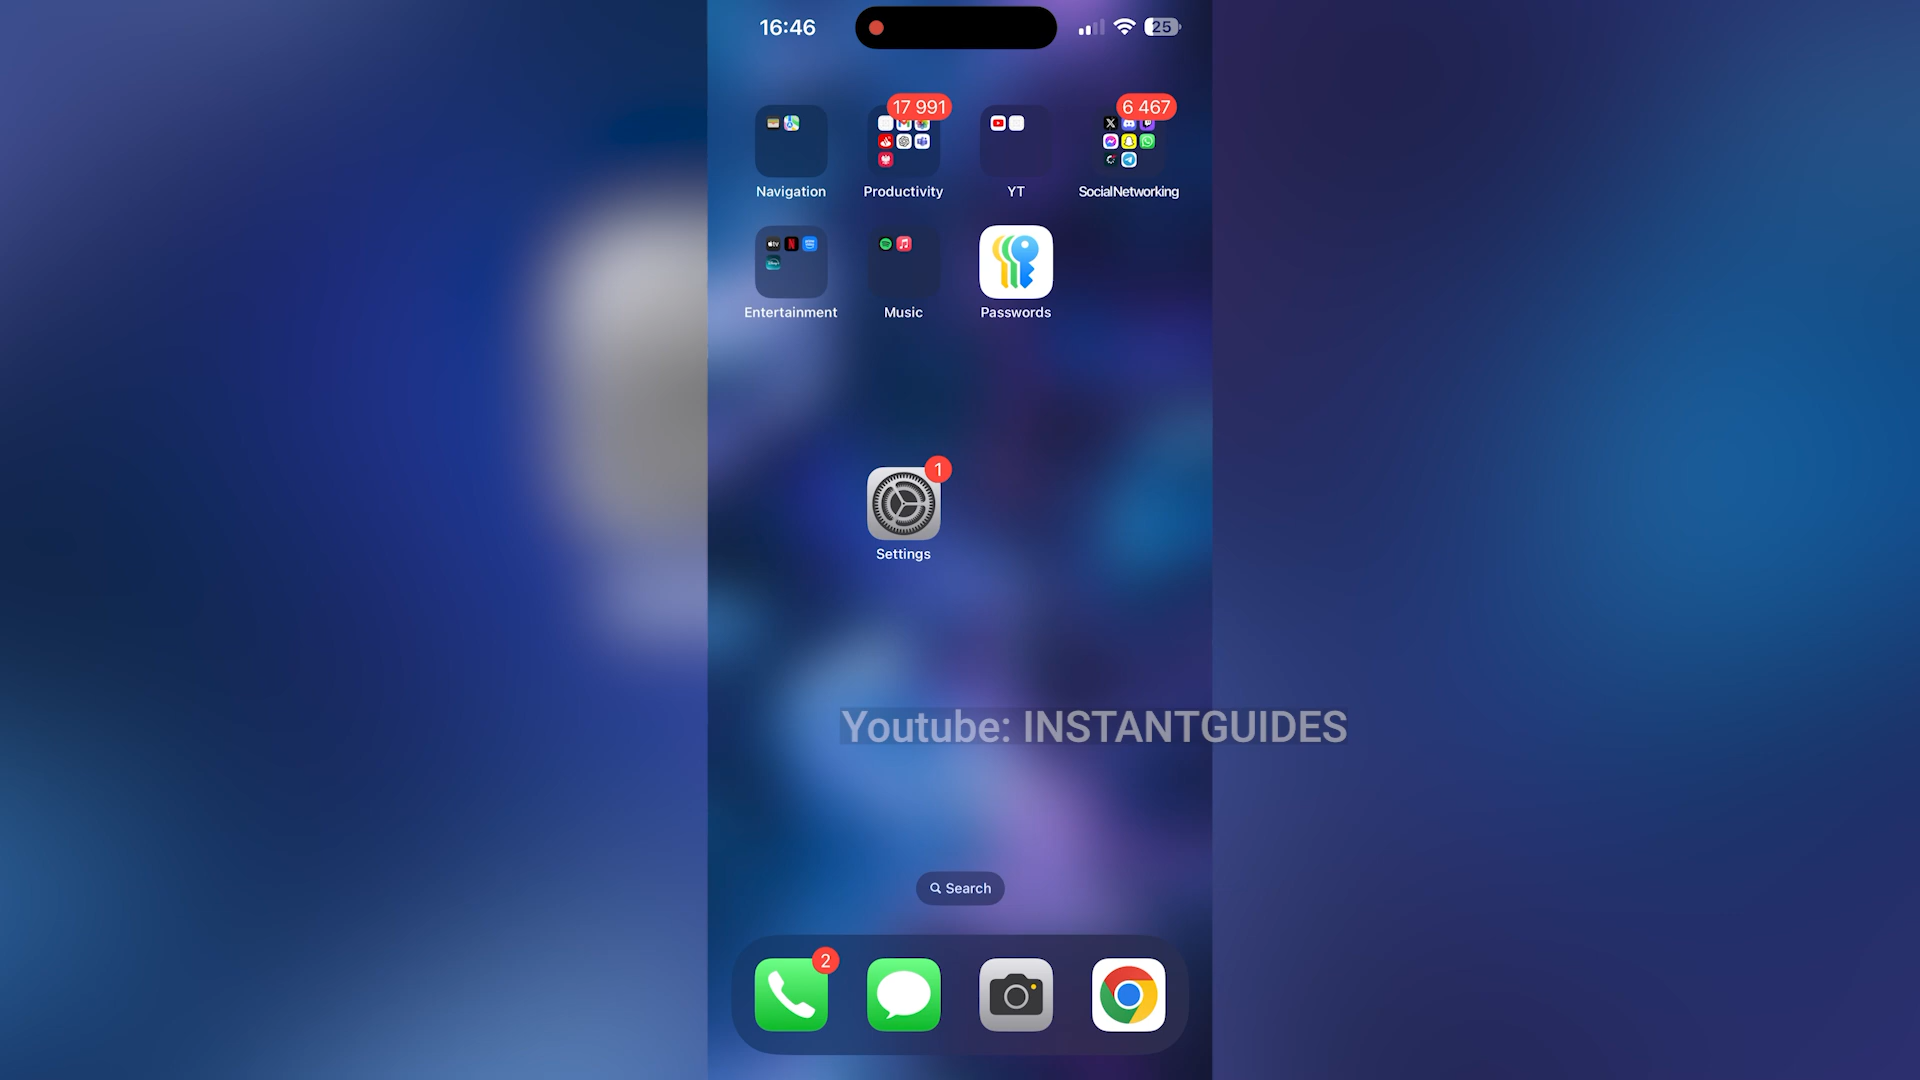 16:46
25
17 991
6 467
Navigation
Productivity
YT
SocialNetworking
tv
N
Entertainment
Music
Passwords
1
Settings
Youtube: INSTANTGUIDES
Search
2